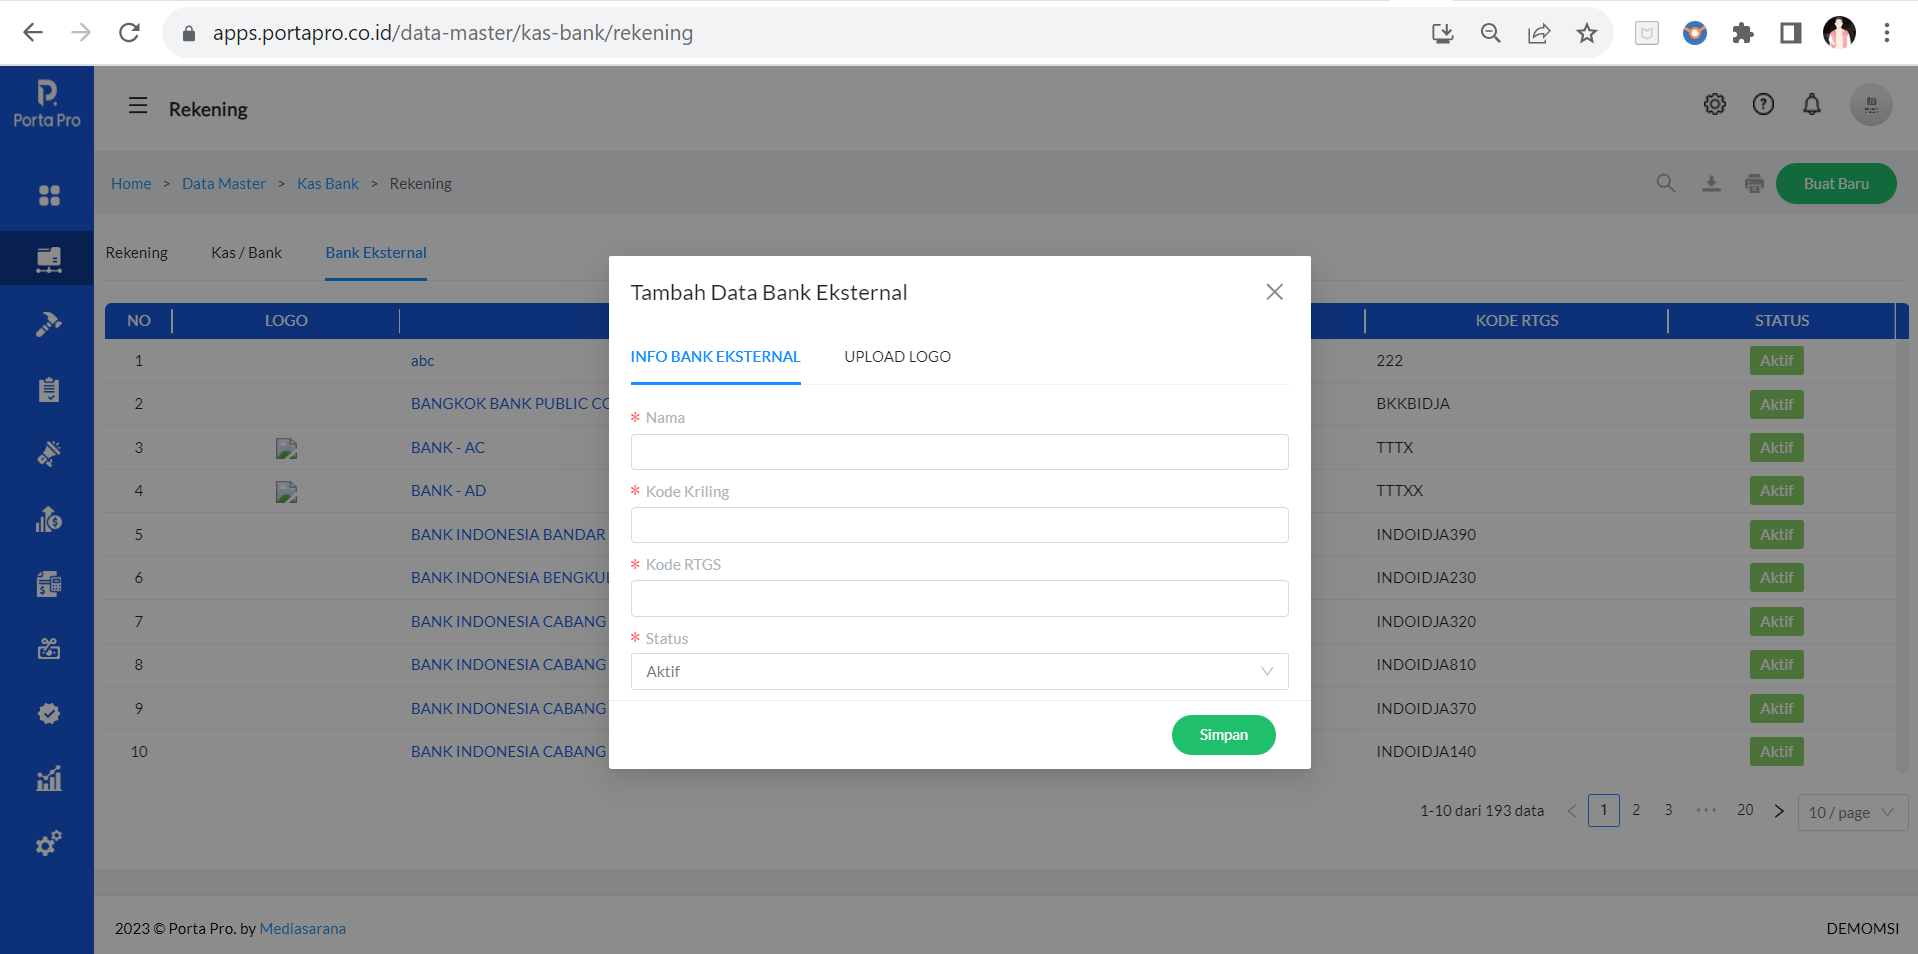 apps.portapro.co.id/data-master/kas-bank/rekening
Porta Pro
Rekening
Home > Data Master > Kas Bank > Rekening
Buat Baru
Rekening Kas / Bank Bank Eksternal
NO LOGO KODE RTGS STATUS
1 abc 222 Aktif
2 BANGKOK BANK PUBLIC CO BKKBIDJA Aktif
3 BANK - AC TTTX Aktif
4 BANK - AD TTTXX Aktif
5 BANK INDONESIA BANDAR INDOIDJA390 Aktif
6 BANK INDONESIA BENGKUL INDOIDJA230 Aktif
7 BANK INDONESIA CABANG INDOIDJA320 Aktif
8 BANK INDONESIA CABANG INDOIDJA810 Aktif
9 BANK INDONESIA CABANG INDOIDJA370 Aktif
10 BANK INDONESIA CABANG INDOIDJA140 Aktif
Tambah Data Bank Eksternal
INFO BANK EKSTERNAL UPLOAD LOGO
* Nama
* Kode Kriling
* Kode RTGS
* Status
Aktif
Simpan
1-10 dari 193 data < 1 2 3 ••• 20 > 10 / page
2023 © Porta Pro. by Mediasarana
DEMOMSI